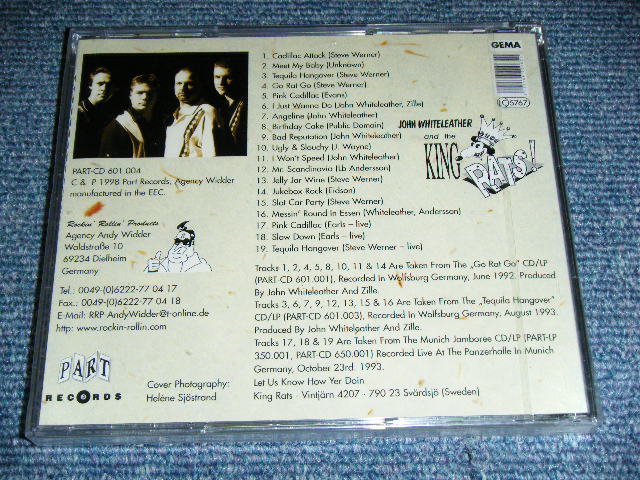 GEMA
LC 5767
1. Cadillac Attack (Steve Werner)
2. Meet My Baby (Unknown)
3. Tequila Hangover (Steve Werner)
4. Go Rat Go (Steve Werner)
5. Pink Cadillac (Evans)
6. I Just Wanna Do (John Whiteleather, Zille)
7. Angeline (John Whiteleather)
8. Birthday Cake (Public Domain)
9. Bad Reputation (John Whiteleather)
10. Ugly & Slouchy (J. Wayne)
11. I Won't Speed (John Whiteleather)
12. Mr. Scandinavia (Ib Anderson)
13. Jelly Jar Wine (Steve Werner)
14. Jukebox Rock (Eidson)
15. Slot Car Party (Steve Werner)
16. Messin' Round In Essen (Whiteleather, Andersson)
17. Pink Cadillac (Earls – live)
18. Slow Down (Earls – live)
19. Tequila Hangover (Steve Werner – live)
JOHN WHITELEATHER
and the
KING
RATS!
PART-CD 601.004
C & P 1998 Part Records, Agency Widder
manufactured in the EEC.
Rockin' Rollin' Products
Agency Andy Widder
Waldstraße 10
69234 Dielheim
Germany
Tel.: 0049-(0)6222-77 04 17
Fax.: 0049-(0)6222-77 04 18
E-Mail: RRP AndyWidder@t-online.de
http: www.rockin-rollin.com
PART
RECORDS
Cover Photography:
Heléne Sjöstrand
Tracks 1, 2, 4, 5, 8, 10, 11 & 14 Are Taken From The „Go Rat Go" CD/LP
(PART-CD 601.001), Recorded In Wolfsburg Germany, June 1992. Produced
By John Whiteleather And Zille.
Tracks 3, 6, 7, 9, 12, 13, 15 & 16 Are Taken From The „Tequila Hangover"
CD/LP (PART-CD 601.003), Recorded In Wolfsburg Germany, August 1993.
Produced By John Whiteleather And Zille.
Tracks 17, 18 & 19 Are Taken From The Munich Jamboree CD/LP (PART-LP
350.001, PART-CD 650.001) Recorded Live At The Panzerhalle In Munich
Germany, October 23rd. 1993.
Let Us Know How Yer Doin
King Rats - Vintjärn 4207 - 790 23 Svärdsjö (Sweden)